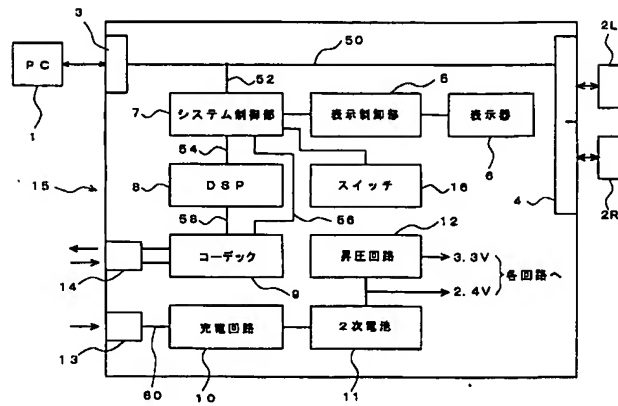 3
50
2L
PC
52
6
1
7
システム制御部
表示制御部
表示器
54
6
15
8
DSP
スイッチ
16
4
58
56
12
2R
コーデック
昇圧回路
3.3V
各回路へ
14
9
2.4V
充電回路
2次電池
13
60
10
11